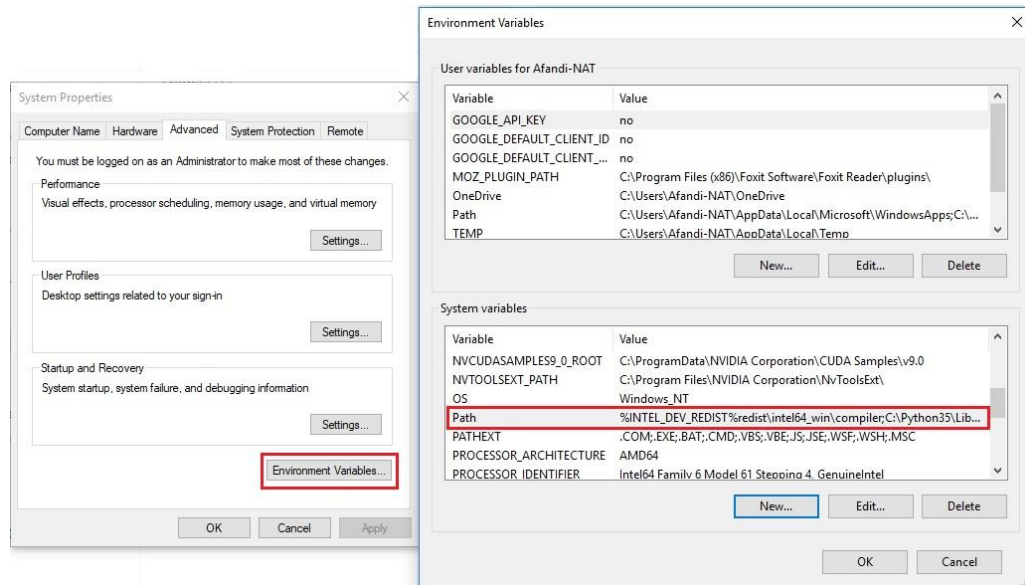 System Properties
Computer Name Hardware Advanced System Protection Remote
You must be logged on as an Administrator to make most of these changes.
Performance
Visual effects, processor scheduling, memory usage, and virtual memory
Settings...
User Profiles
Desktop settings related to your sign-in
Settings...
Startup and Recovery
System startup, system failure, and debugging information
Settings...
Environment Variables...
OK Cancel Apply
Environment Variables
User variables for Afandi-NAT
Variable Value
GOOGLE_API_KEY no
GOOGLE_DEFAULT_CLIENT_ID no
GOOGLE_DEFAULT_CLIENT_... no
MOZ_PLUGIN_PATH C:\Program Files (x86)\Foxit Software\Foxit Reader\plugins\
OneDrive C:\Users\Afandi-NAT\OneDrive
Path C:\Users\Afandi-NAT\AppData\Local\Microsoft\WindowsApps;C:\...
TEMP C:\Users\Afandi-NAT\AppData\Local\Temp
New... Edit... Delete
System variables
Variable Value
NVCUDASAMPLES9_0_ROOT C:\ProgramData\NVIDIA Corporation\CUDA Samples\v9.0
NVTOOLSEXT_PATH C:\Program Files\NVIDIA Corporation\NvToolsExt\
OS Windows_NT
Path %INTEL_DEV_REDIST%redist\intel64_win\compiler;C:\Python35\Lib...
PATHEXT .COM;.EXE;.BAT;.CMD;.VBS;.VBE;.JS;.JSE;.WSF;.WSH;.MSC
PROCESSOR_ARCHITECTURE AMD64
PROCESSOR_IDENTIFIER Intel64 Family 6 Model 61 Stepping 4, GenuineIntel
New... Edit... Delete
OK Cancel